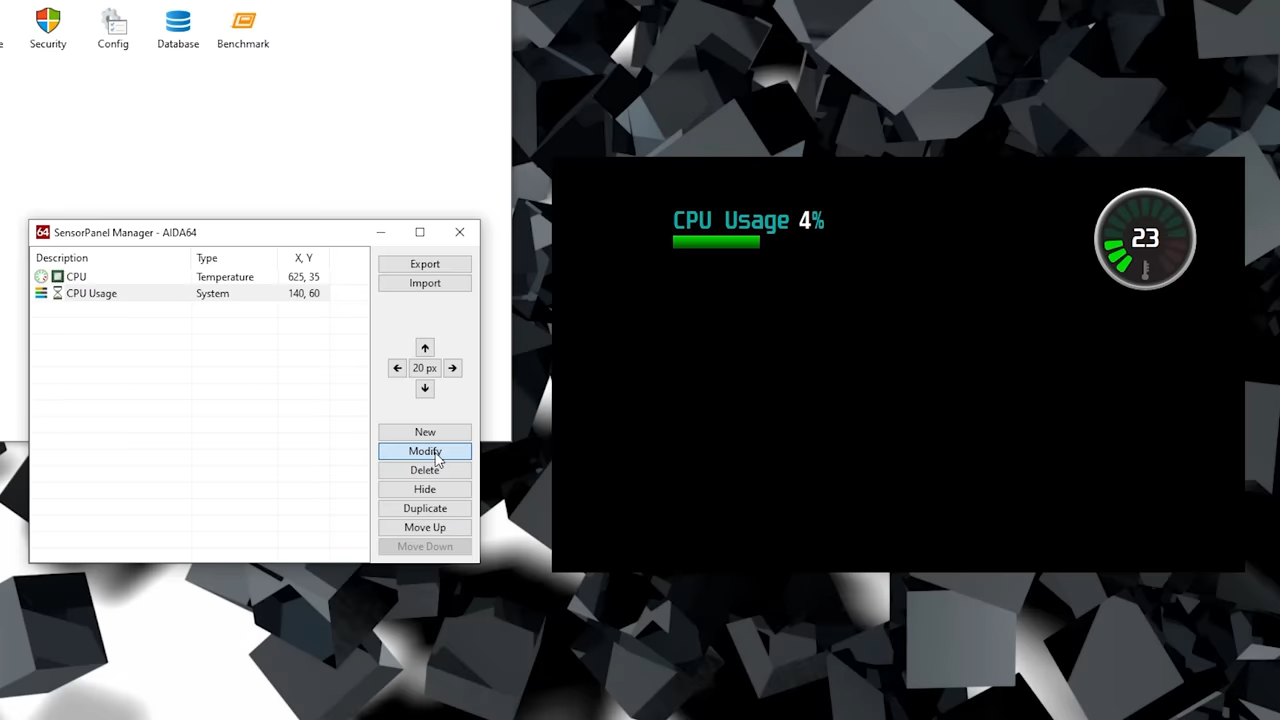 e
Security
Config
Database
Benchmark
64 SensorPanel Manager - AIDA64
Description Type X, Y
CPU Temperature 625, 35
CPU Usage System 140, 60
Export
Import
20 px
New
Modify
Delete
Hide
Duplicate
Move Up
Move Down
CPU Usage 4%
23